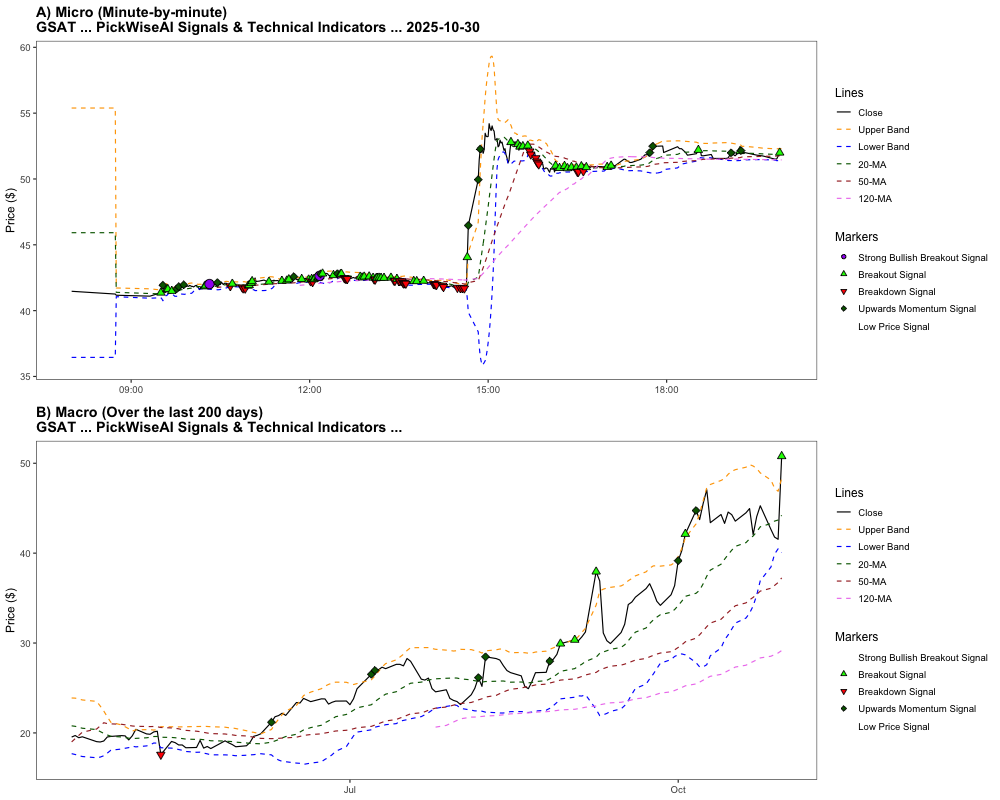 A) Micro (Minute-by-minute)
GSAT ... PickWiseAI Signals & Technical Indicators ... 2025-10-30
60
55
50
45
40
35
Price ($)
09:00
12:00
15:00
18:00
Lines
Close
Upper Band
Lower Band
20-MA
50-MA
120-MA
Markers
Strong Bullish Breakout Signal
Breakout Signal
Breakdown Signal
Upwards Momentum Signal
Low Price Signal
B) Macro (Over the last 200 days)
GSAT ... PickWiseAI Signals & Technical Indicators ...
50
40
30
20
Price ($)
Jul
Oct
Lines
Close
Upper Band
Lower Band
20-MA
50-MA
120-MA
Markers
Strong Bullish Breakout Signal
Breakout Signal
Breakdown Signal
Upwards Momentum Signal
Low Price Signal